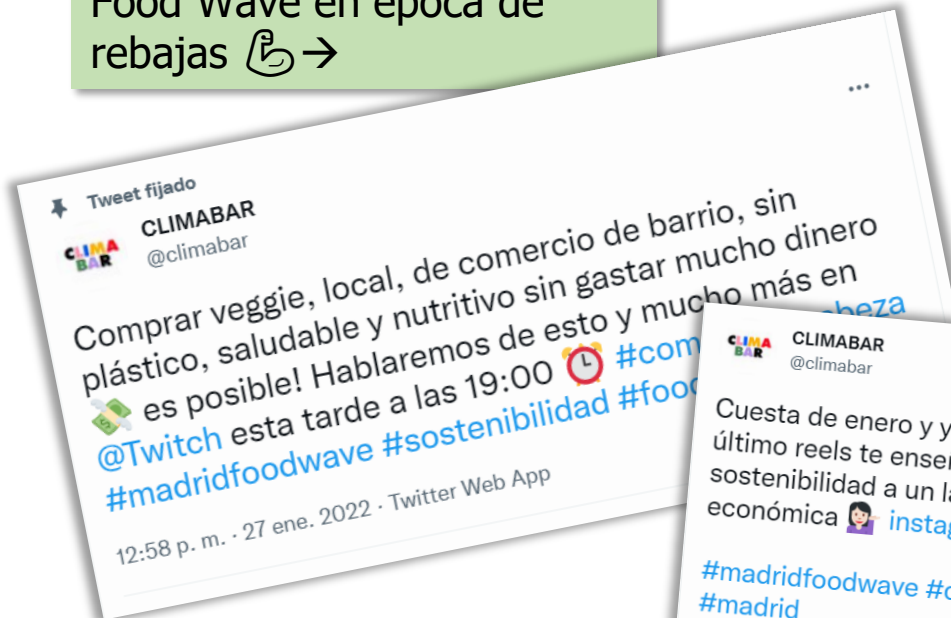 Food Wave en época de
rebajas 💪→
Tweet fijado
CLIMABAR
@climabar
Comprar veggie, local, de comercio de barrio, sin
plástico, saludable y nutritivo sin gastar mucho dinero
💸 es posible! Hablaremos de esto y mucho más en
@Twitch esta tarde a las 19:00 ⏰
#madridfoodwave #sostenibilidad
12:58 p. m. · 27 ene. 2022 · Twitter Web App
CLIMA
BAR
CLIMABAR
@climabar
Cuesta de enero y
último reels te
sostenibilidad a un
económica 💁🏻‍♀️
#madridfoodwave
#madrid